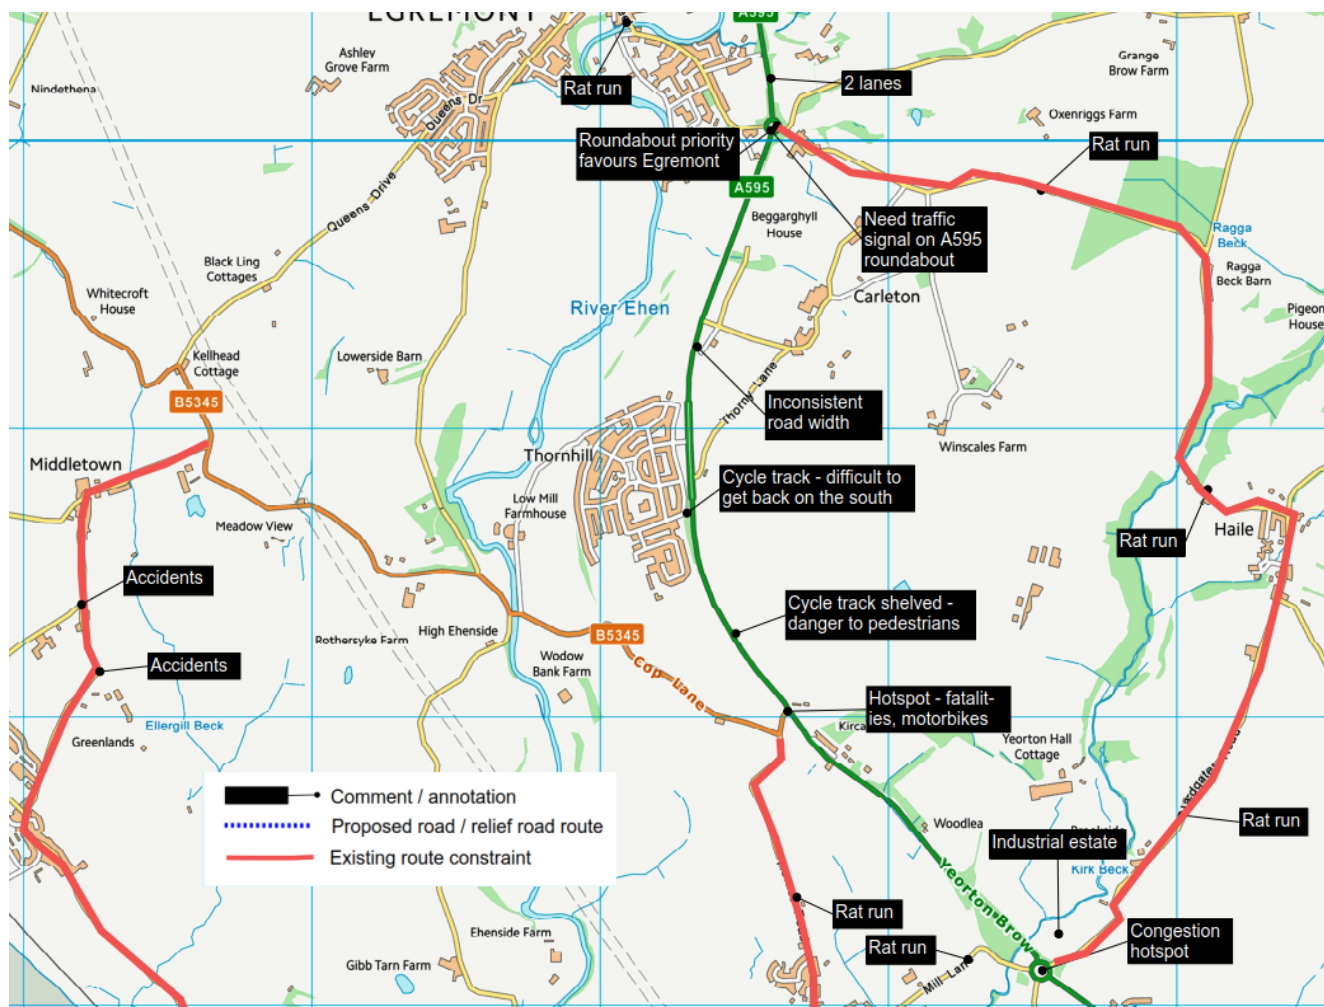 EGREMONT
A595
Ashley
Grove Farm
Nindethena
Rat run
Queens Dr
2 lanes
Grange
Brow Farm
Oxenriggs Farm
Roundabout priority
favours Egremont
Rat run
A595
Queens Drive
Beggarghyll
House
Need traffic
signal on A595
roundabout
Ragga
Beck
Ragga
Beck Barn
Black Ling
Cottages
Whitecroft
House
River Ehen
Carleton
Pigeon
House
Kellhead
Cottage
Lowerside Barn
B5345
Thorny Lane
Inconsistent
road width
Winscales Farm
Middletown
Thornhill
Cycle track - difficult to
get back on the south
Low Mill
Farmhouse
Meadow View
Haile
Rat run
Accidents
Cycle track shelved -
danger to pedestrians
High Ehenside
B5345
Rothersyke Farm
Wodow
Bank Farm
Cop Lane
Accidents
Hotspot - fatalit-
ies, motorbikes
Ellergill Beck
Greenlands
Kirca
Yeorton Hall
Cottage
Comment / annotation
Proposed road / relief road route
Existing route constraint
Woodlea
Rat run
Industrial estate
Kirk Beck
Yeorton Brow
Rat run
Rat run
Congestion
hotspot
Ehenside Farm
Gibb Tarn Farm
Mill Lane